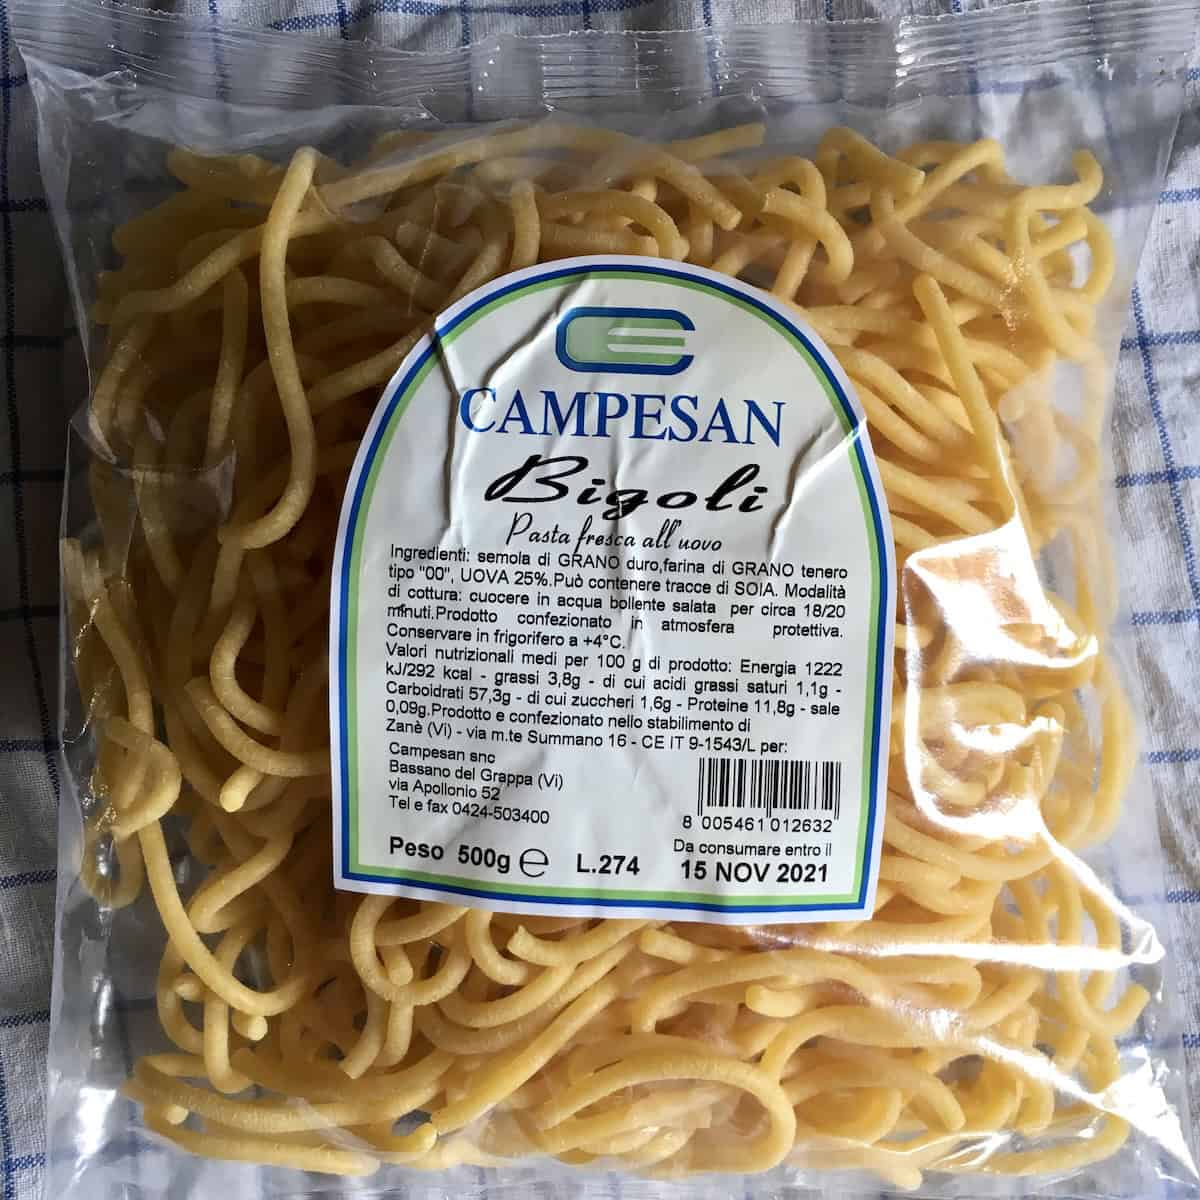 CAMPESAN
Bigoli
Pasta fresca all'uovo
Ingredienti: semola di GRANO duro,farina di GRANO tenero
tipo "00", UOVA 25%.Può contenere tracce di SOIA. Modalità
di cottura: cuocere in acqua bollente salata per circa 18/20
minuti.Prodotto confezionato in atmosfera protettiva.
Conservare in frigorifero a +4°C.
Valori nutrizionali medi per 100 g di prodotto: Energia 1222
kJ/292 kcal - grassi 3,8g - di cui acidi grassi saturi 1,1g -
Carboidrati 57,3g - di cui zuccheri 1,6g - Proteine 11,8g - sale
0,09g.Prodotto e confezionato nello stabilimento di
Zanè (Vi) - via m.te Summano 16 - CE IT 9-1543/L per:
Campesan snc
Bassano del Grappa (Vi)
via Apollonio 52
Tel e fax 0424-503400
8 005461 012632
Da consumare entro il
Peso 500g ℮ L.274 15 NOV 2021